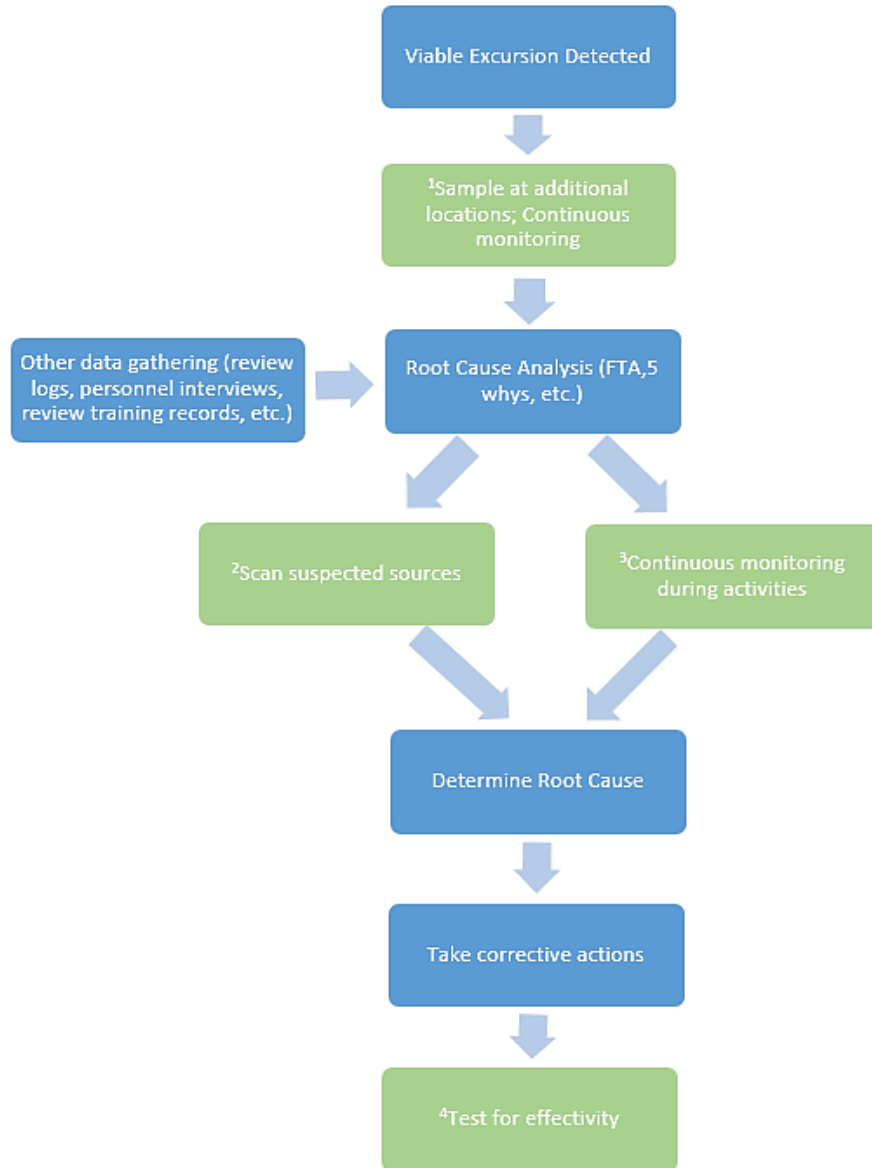 Viable Excursion Detected
¹Sample at additional
locations; Continuous
monitoring
Other data gathering (review
logs, personnel interviews,
review training records, etc.)
Root Cause Analysis (FTA,5
whys, etc.)
²Scan suspected sources
³Continuous monitoring
during activities
Determine Root Cause
Take corrective actions
⁴Test for effectivity